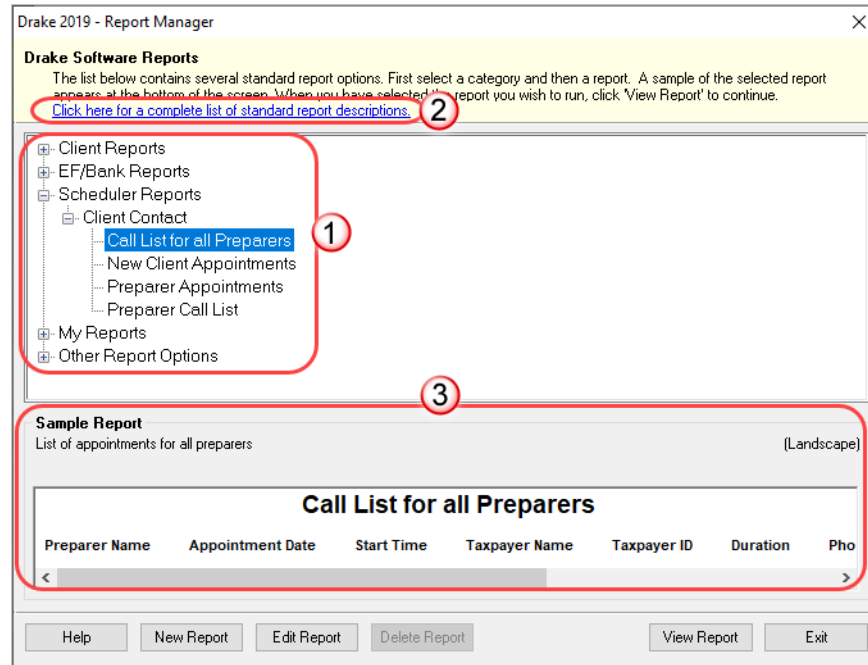 Drake 2019 - Report Manager
Drake Software Reports
The list below contains several standard report options. First select a category and then a report. A sample of the selected report
appears at the bottom of the screen. When you have selected the report you wish to run, click 'View Report' to continue.
Click here for a complete list of standard report descriptions.
2
Client Reports
EF/Bank Reports
Scheduler Reports
Client Contact
Call List for all Preparers
1
New Client Appointments
Preparer Appointments
Preparer Call List
My Reports
Other Report Options
3
Sample Report
List of appointments for all preparers (Landscape)
Call List for all Preparers
Preparer Name Appointment Date Start Time Taxpayer Name Taxpayer ID Duration Pho
Help New Report Edit Report Delete Report View Report Exit